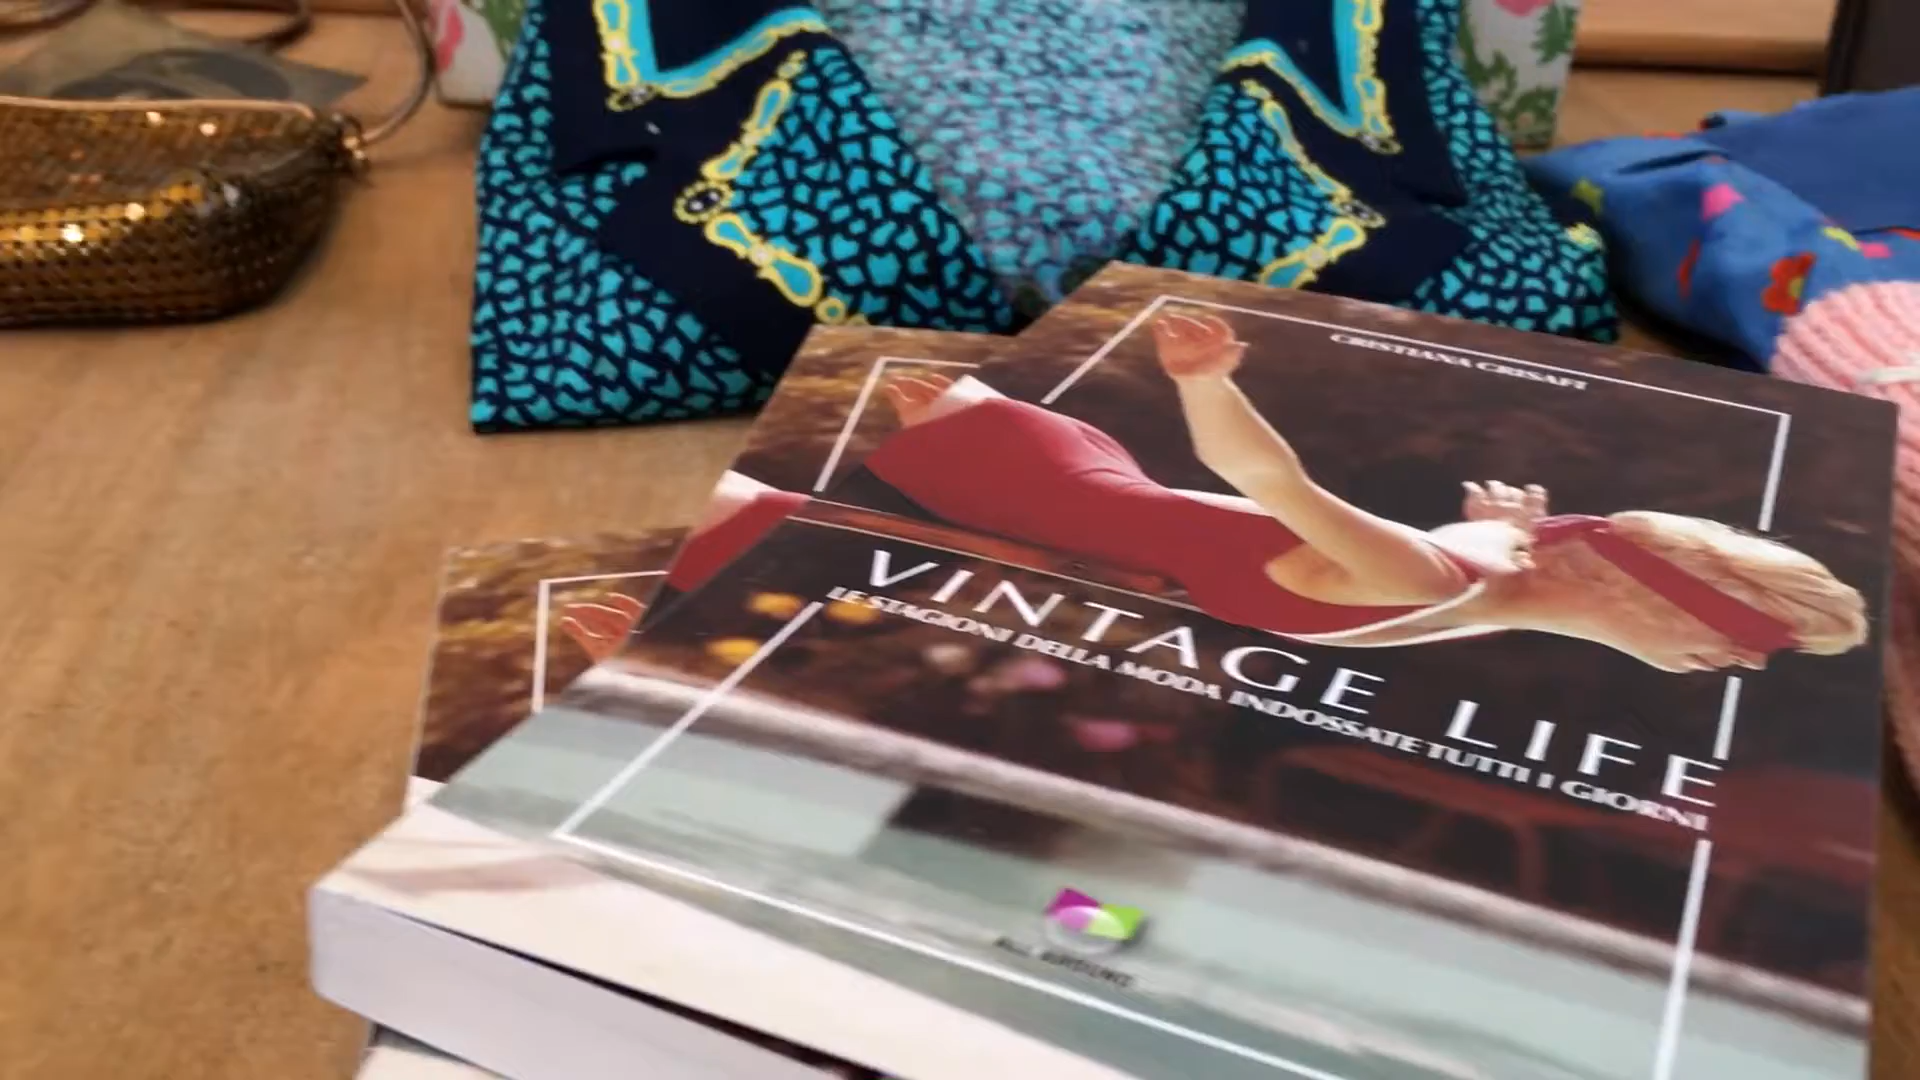 CRISTIANA CRISAFI
VINTAGE LIFE
LE STAGIONI DELLA MODA INDOSSATE TUTTI I GIORNI